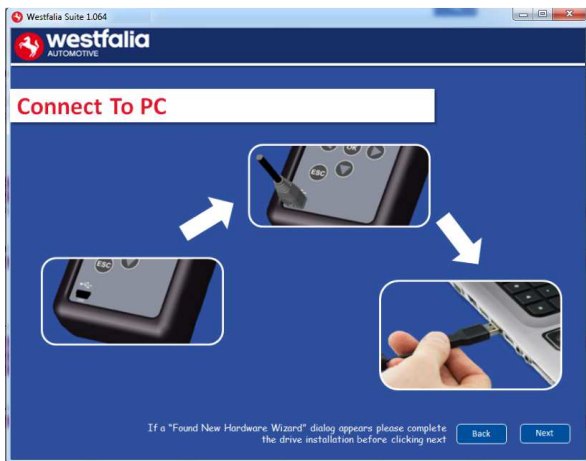 Westfalia Suite 1.064
westfalia
AUTOMOTIVE
Connect To PC
OK
ESC
ESC
If a "Found New Hardware Wizard" dialog appears please complete
the drive installation before clicking next
Back
Next